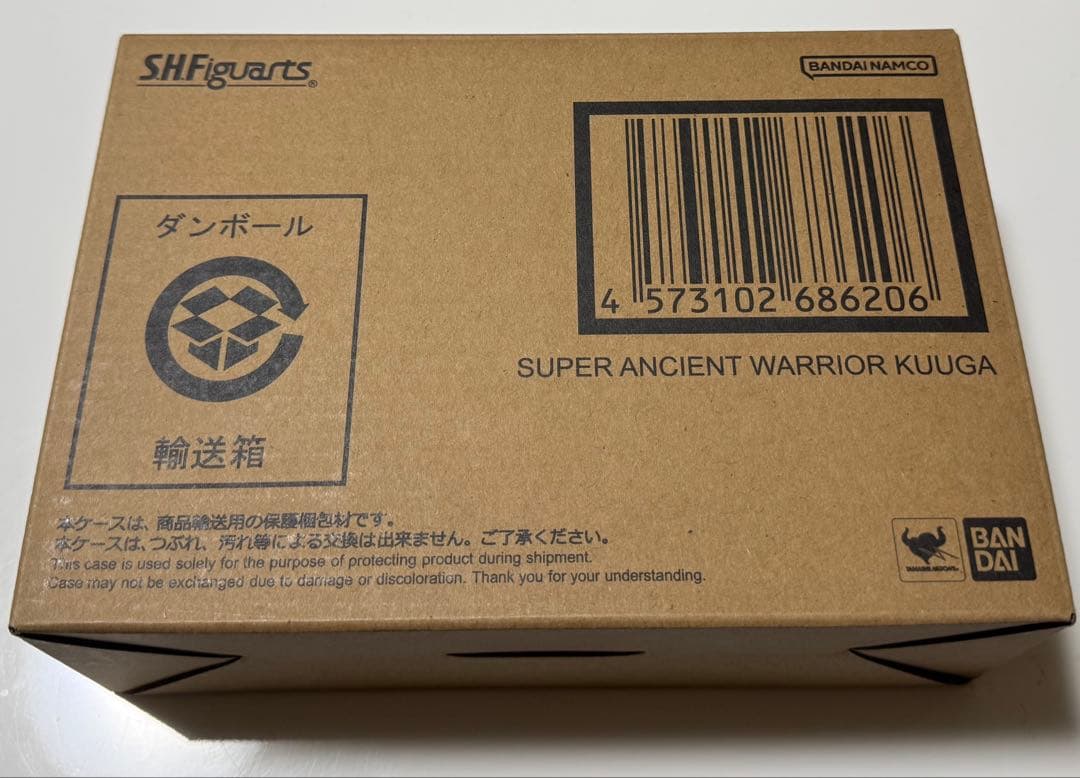 S.H.Figuarts®
BANDAI NAMCO
4 573102 686206
SUPER ANCIENT WARRIOR KUUGA
ダンボール
輸送箱
本ケースは、商品輸送用の保護梱包材です。
本ケースは、つぶれ、汚れ等による交換は出来ません。ご了承ください。
This case is used solely for the purpose of protecting product during shipment.
Case may not be exchanged due to damage or discoloration. Thank you for your understanding.
TAMASHII NATIONS
BAN
DAI